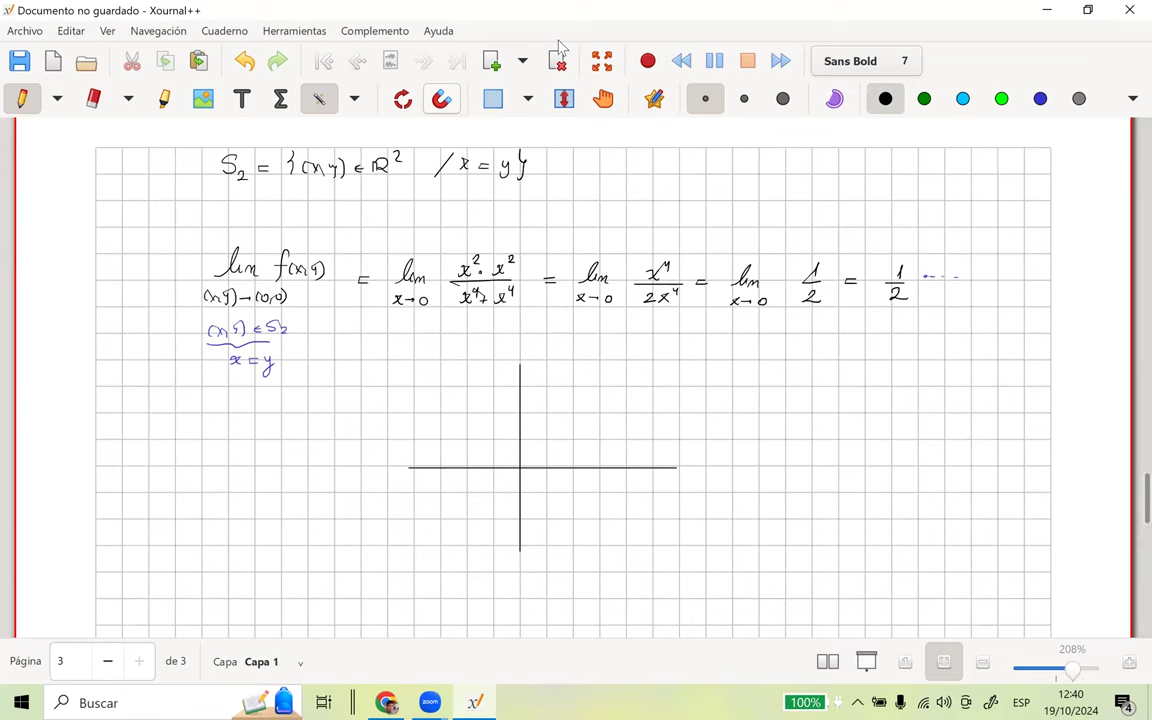 Documento no guardado - Xournal++
Archivo Editar Ver Navegación Cuaderno Herramientas Complemento Ayuda
Sans Bold 7
S₂ = {(x,y) ∈ ℝ² / x = y}
lim f(x,y) = lim x²·x² / x⁴+x⁴ = lim x⁴ / 2x⁴ = lim 1/2 = 1/2 ....
(x,y)→(0,0) x→0 x→0 x→0
(x,y) ∈ S₂
x = y
Página 3 de 3 Capa Capa 1 208%
Buscar zoom 100% ESP 12:40
19/10/2024 4